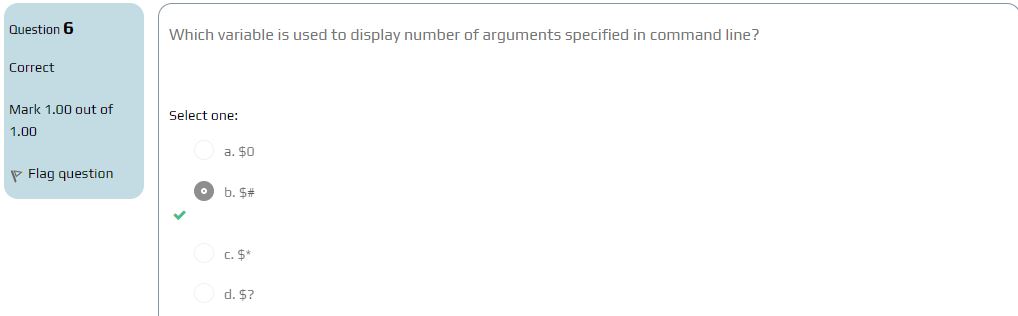 Question 6
Correct
Mark 1.00 out of
1.00
Flag question
Which variable is used to display number of arguments specified in command line?
Select one:
a. $0
b. $#
c. $*
d. $?